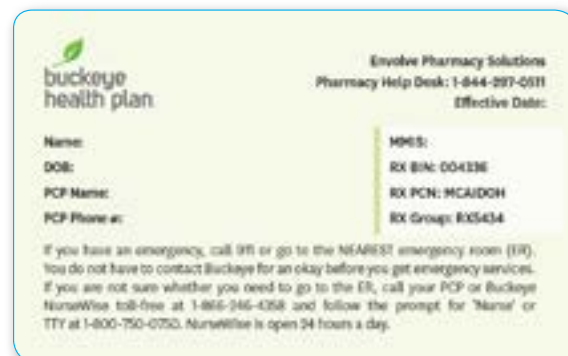 buckeye
health plan
Envolve Pharmacy Solutions
Pharmacy Help Desk: 1-844-297-0511
Effective Date:
Name:
DOB:
PCP Name:
PCP Phone #:
MMIS:
RX BIN: 004336
RX PCN: MCAIDOH
RX Group: RX5434
If you have an emergency, call 911 or go to the NEAREST emergency room (ER).
You do not have to contact Buckeye for an okay before you get emergency services.
If you are not sure whether you need to go to the ER, call your PCP or Buckeye
NurseWise toll-free at 1-866-246-4358 and follow the prompt for 'Nurse' or
TTY at 1-800-750-0750. NurseWise is open 24 hours a day.